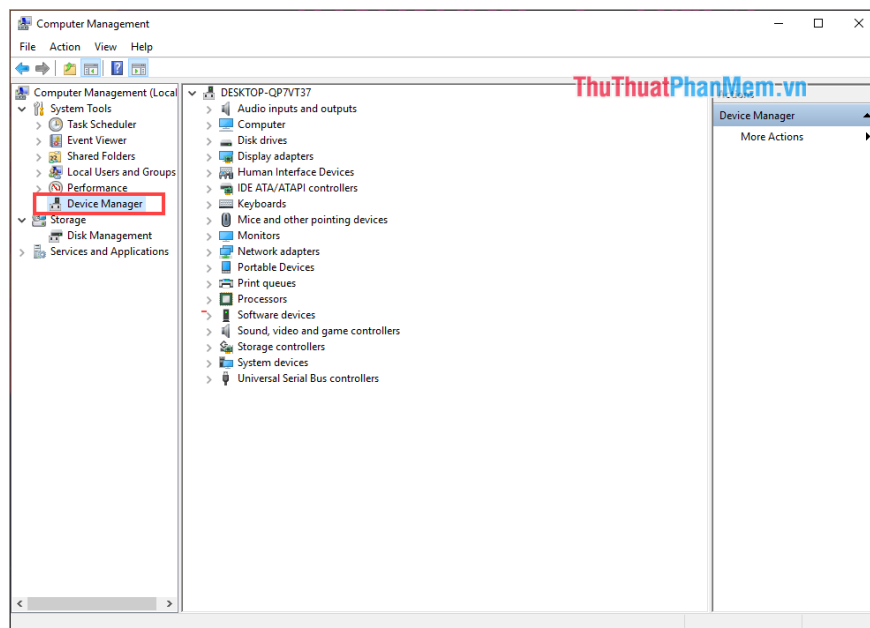 Computer Management
File Action View Help
Computer Management (Local
System Tools
Task Scheduler
Event Viewer
Shared Folders
Local Users and Groups
Performance
Device Manager
Storage
Disk Management
Services and Applications
DESKTOP-QP7VT37
Audio inputs and outputs
Computer
Disk drives
Display adapters
Human Interface Devices
IDE ATA/ATAPI controllers
Keyboards
Mice and other pointing devices
Monitors
Network adapters
Portable Devices
Print queues
Processors
Software devices
Sound, video and game controllers
Storage controllers
System devices
Universal Serial Bus controllers
ThuThuatPhanMem.vn
Device Manager
More Actions